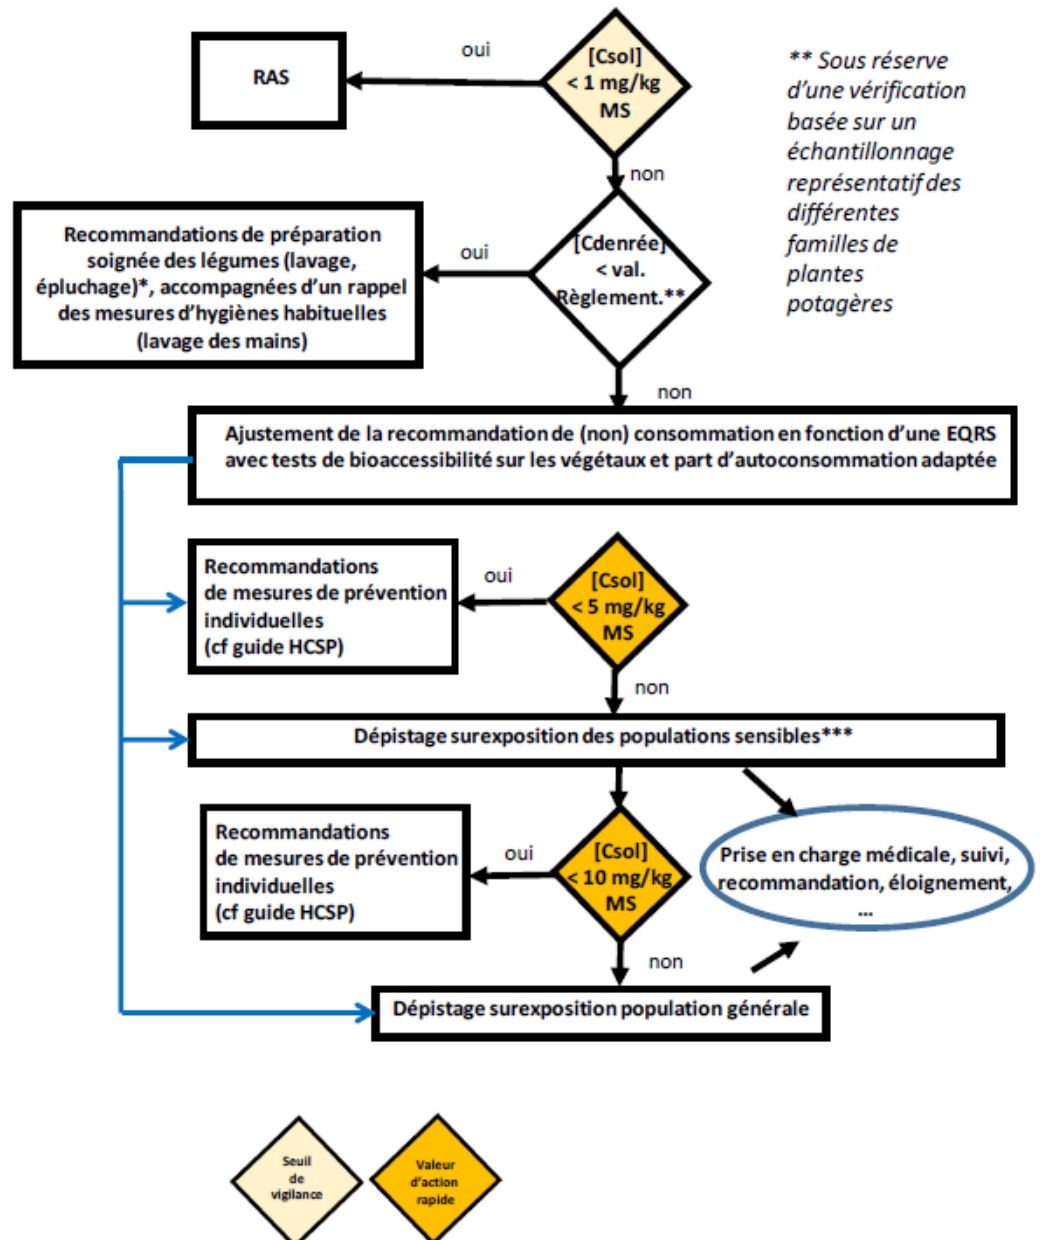 [Csol]
< 1 mg/kg
MS
oui
RAS
** Sous réserve
d'une vérification
basée sur un
échantillonnage
représentatif des
différentes
familles de
plantes
potagères
non
[Cdenrée]
< val.
Règlement.**
oui
Recommandations de préparation
soignée des légumes (lavage,
épluchage)*, accompagnées d'un rappel
des mesures d'hygiènes habituelles
(lavage des mains)
non
Ajustement de la recommandation de (non) consommation en fonction d'une EQRS
avec tests de bioaccessibilité sur les végétaux et part d'autoconsommation adaptée
[Csol]
< 5 mg/kg
MS
oui
Recommandations
de mesures de prévention
individuelles
(cf guide HCSP)
non
Dépistage surexposition des populations sensibles***
[Csol]
< 10 mg/kg
MS
oui
Recommandations
de mesures de prévention
individuelles
(cf guide HCSP)
Prise en charge médicale, suivi,
recommandation, éloignement,
...
non
Dépistage surexposition population générale
Seuil
de
vigilance
Valeur
d'action
rapide